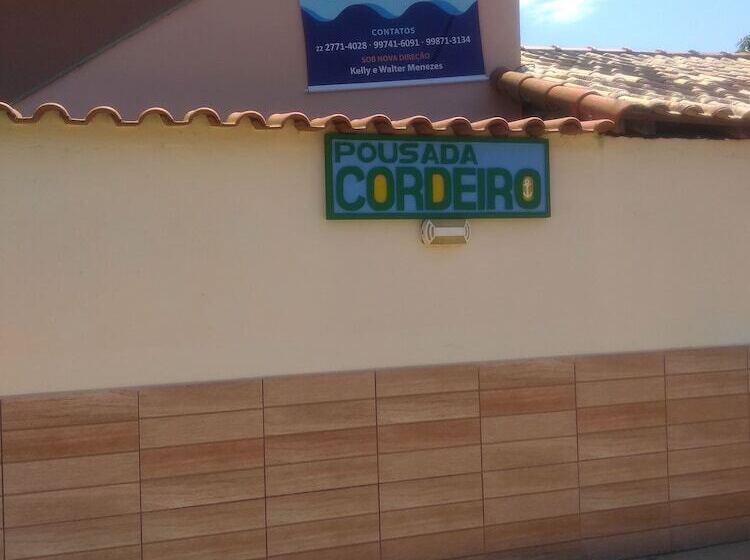 CONTATOS
22 2771-4028 · 99741-6091 · 99871-3134
SOB NOVA DIREÇÃO
Kelly e Walter Menezes
POUSADA
CORDEIRO